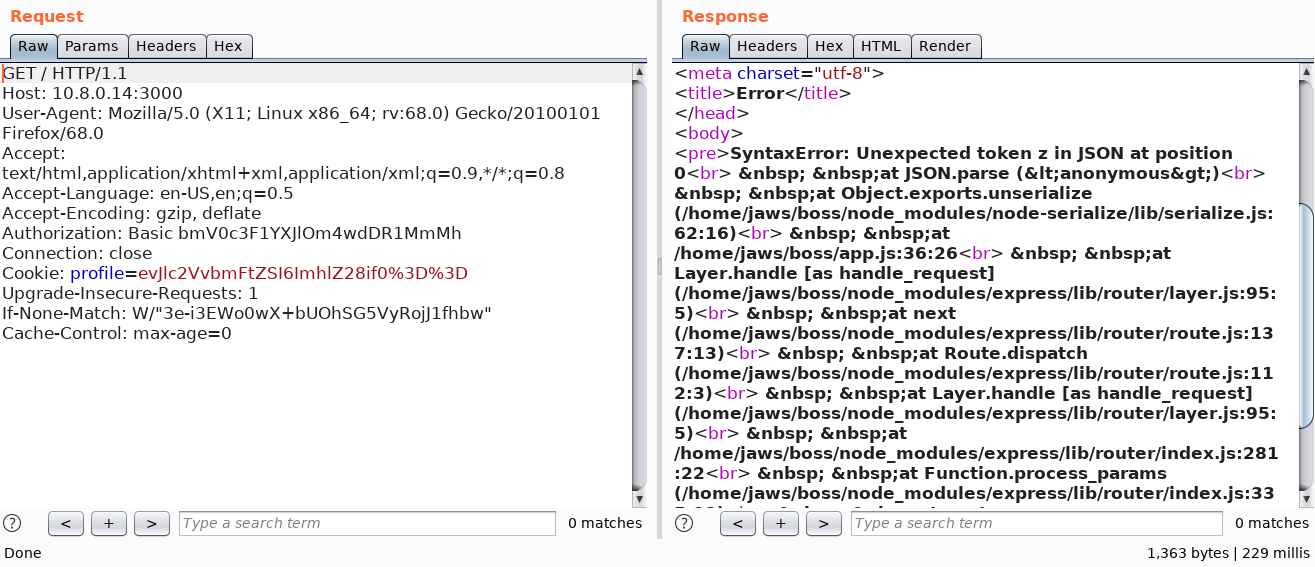 Request
Raw Params Headers Hex
GET / HTTP/1.1
Host: 10.8.0.14:3000
User-Agent: Mozilla/5.0 (X11; Linux x86_64; rv:68.0) Gecko/20100101
Firefox/68.0
Accept:
text/html,application/xhtml+xml,application/xml;q=0.9,*/*;q=0.8
Accept-Language: en-US,en;q=0.5
Accept-Encoding: gzip, deflate
Authorization: Basic bmV0c3F1YXJlOm4wdDR1MmMh
Connection: close
Cookie: profile=evJlc2VvbmFtZSI6ImhlZ28if0%3D%3D
Upgrade-Insecure-Requests: 1
If-None-Match: W/"3e-i3EWo0wX+bUOhSG5VyRojJ1fhbw"
Cache-Control: max-age=0
? < + > Type a search term 0 matches
Done
Response
Raw Headers Hex HTML Render
<meta charset="utf-8">
<title>Error</title>
</head>
<body>
<pre>SyntaxError: Unexpected token z in JSON at position
0<br> &nbsp; &nbsp;at JSON.parse (&lt;anonymous&gt;)<br>
&nbsp; &nbsp;at Object.exports.unserialize
(/home/jaws/boss/node_modules/node-serialize/lib/serialize.js:
62:16)<br> &nbsp; &nbsp;at
/home/jaws/boss/app.js:36:26<br> &nbsp; &nbsp;at
Layer.handle [as handle_request]
(/home/jaws/boss/node_modules/express/lib/router/layer.js:95:
5)<br> &nbsp; &nbsp;at next
(/home/jaws/boss/node_modules/express/lib/router/route.js:13
7:13)<br> &nbsp; &nbsp;at Route.dispatch
(/home/jaws/boss/node_modules/express/lib/router/route.js:11
2:3)<br> &nbsp; &nbsp;at Layer.handle [as handle_request]
(/home/jaws/boss/node_modules/express/lib/router/layer.js:95:
5)<br> &nbsp; &nbsp;at
/home/jaws/boss/node_modules/express/lib/router/index.js:281
:22<br> &nbsp; &nbsp;at Function.process_params
(/home/jaws/boss/node_modules/express/lib/router/index.js:33
? < + > Type a search term 0 matches
1,363 bytes | 229 millis